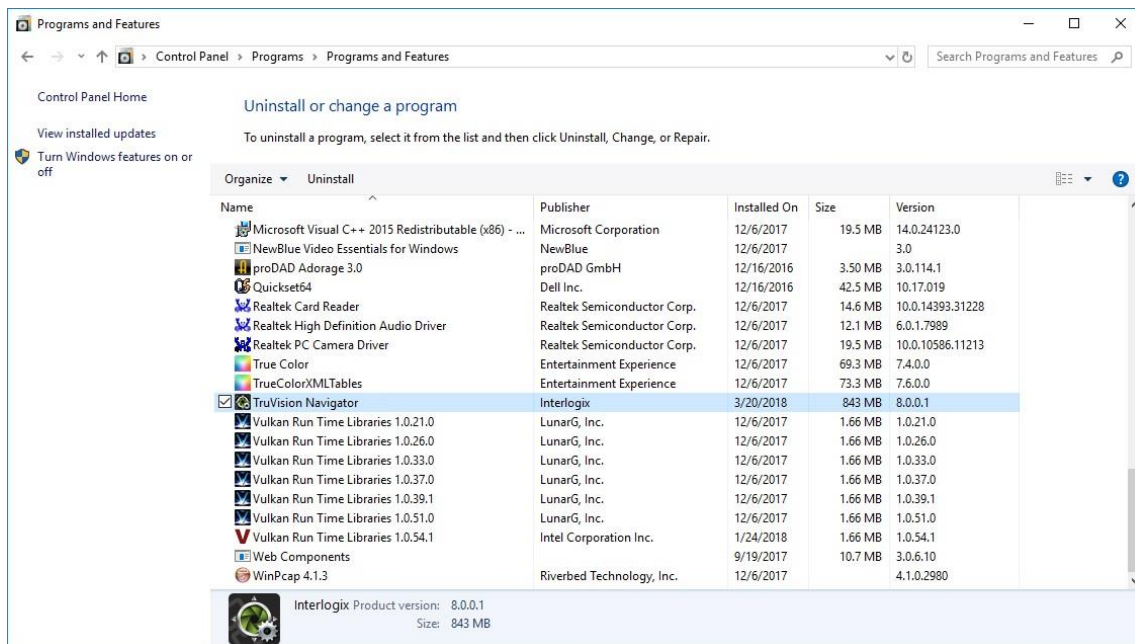 Programs and Features
Control Panel > Programs > Programs and Features
Search Programs and Features
Control Panel Home
View installed updates
Turn Windows features on or
off
Uninstall or change a program
To uninstall a program, select it from the list and then click Uninstall, Change, or Repair.
Organize Uninstall
Name Publisher Installed On Size Version
Microsoft Visual C++ 2015 Redistributable (x86) - ... Microsoft Corporation 12/6/2017 19.5 MB 14.0.24123.0
NewBlue Video Essentials for Windows NewBlue 12/6/2017 3.0
proDAD Adorage 3.0 proDAD GmbH 12/16/2016 3.50 MB 3.0.114.1
Quickset64 Dell Inc. 12/16/2016 42.5 MB 10.17.019
Realtek Card Reader Realtek Semiconductor Corp. 12/6/2017 14.6 MB 10.0.14393.31228
Realtek High Definition Audio Driver Realtek Semiconductor Corp. 12/6/2017 12.1 MB 6.0.1.7989
Realtek PC Camera Driver Realtek Semiconductor Corp. 12/6/2017 19.5 MB 10.0.10586.11213
True Color Entertainment Experience 12/6/2017 69.3 MB 7.4.0.0
TrueColorXMLTables Entertainment Experience 12/6/2017 73.3 MB 7.6.0.0
TruVision Navigator Interlogix 3/20/2018 843 MB 8.0.0.1
Vulkan Run Time Libraries 1.0.21.0 LunarG, Inc. 12/6/2017 1.66 MB 1.0.21.0
Vulkan Run Time Libraries 1.0.26.0 LunarG, Inc. 12/6/2017 1.66 MB 1.0.26.0
Vulkan Run Time Libraries 1.0.33.0 LunarG, Inc. 12/6/2017 1.66 MB 1.0.33.0
Vulkan Run Time Libraries 1.0.37.0 LunarG, Inc. 12/6/2017 1.66 MB 1.0.37.0
Vulkan Run Time Libraries 1.0.39.1 LunarG, Inc. 12/6/2017 1.66 MB 1.0.39.1
Vulkan Run Time Libraries 1.0.51.0 LunarG, Inc. 12/6/2017 1.66 MB 1.0.51.0
Vulkan Run Time Libraries 1.0.54.1 Intel Corporation Inc. 1/24/2018 1.66 MB 1.0.54.1
Web Components 9/19/2017 10.7 MB 3.0.6.10
WinPcap 4.1.3 Riverbed Technology, Inc. 12/6/2017 4.1.0.2980
Interlogix Product version: 8.0.0.1
Size: 843 MB